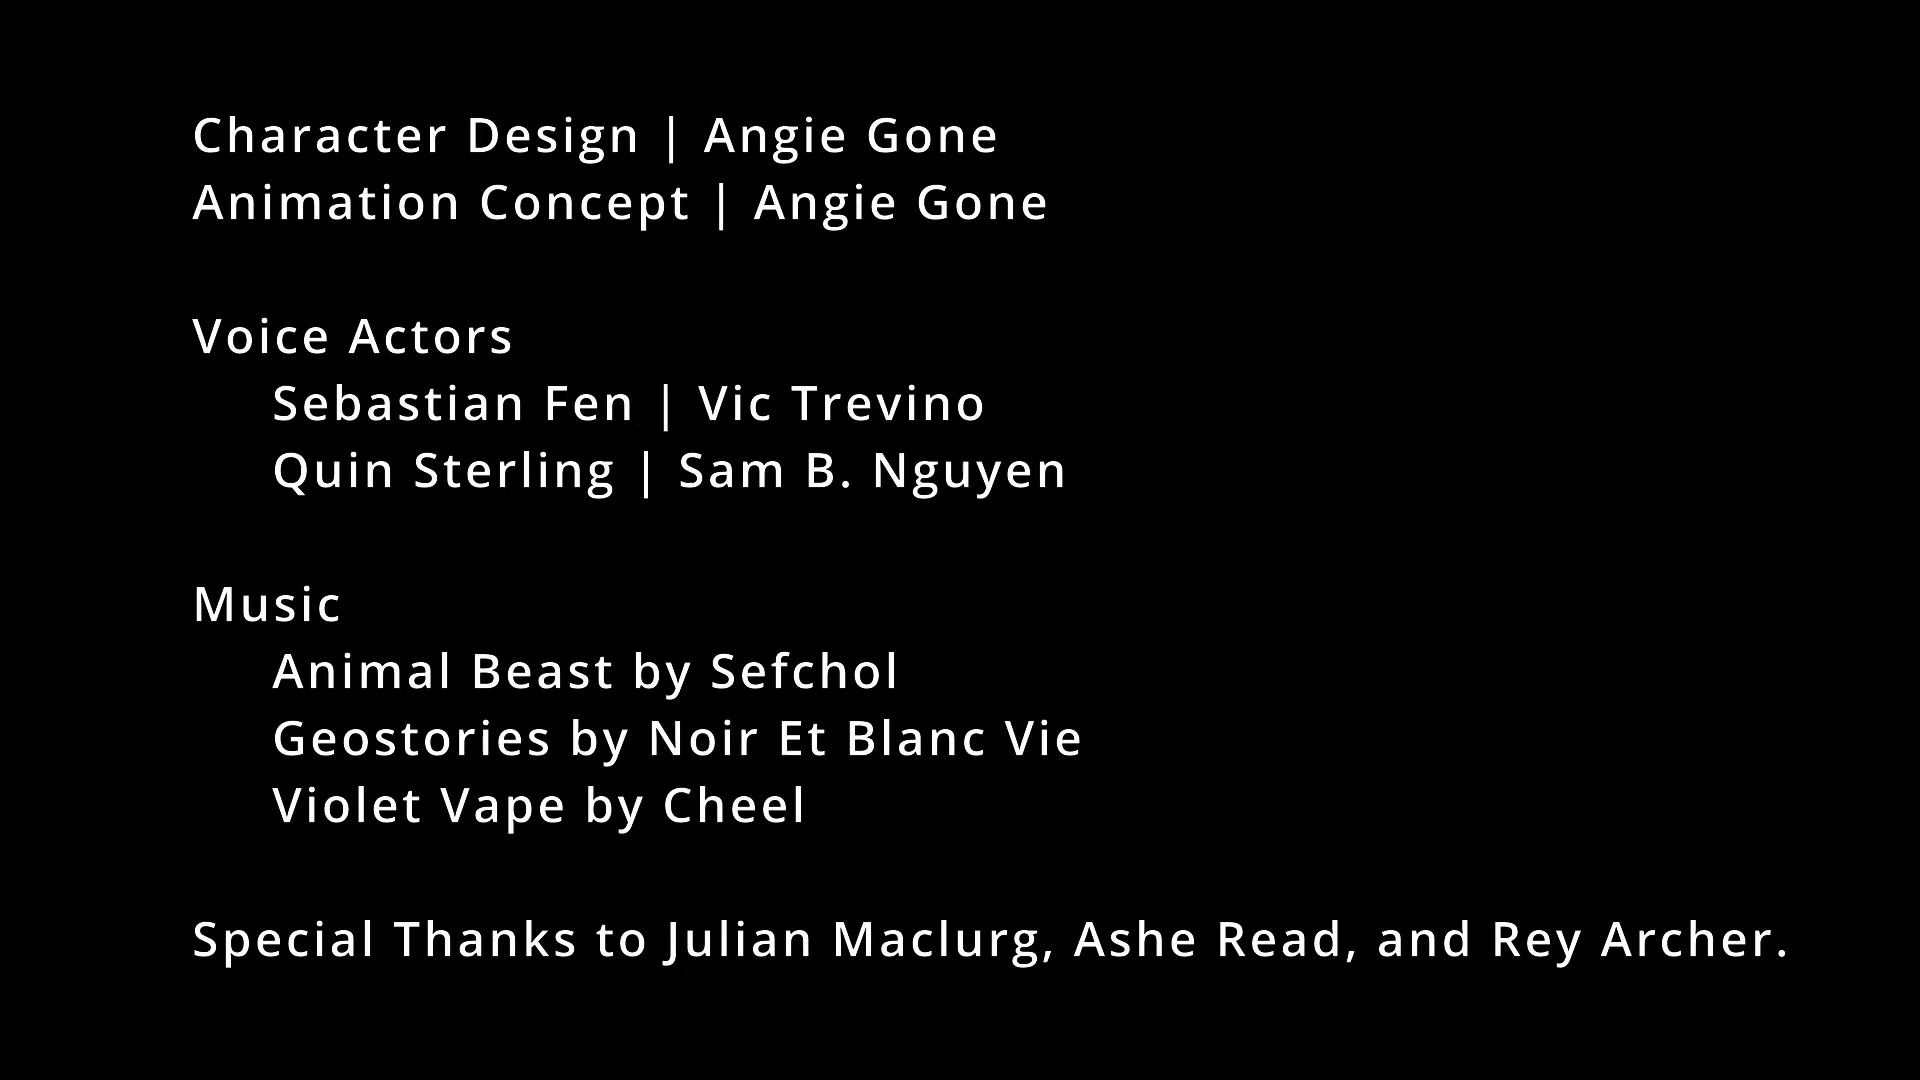 Character Design | Angie Gone
Animation Concept | Angie Gone
Voice Actors
Sebastian Fen | Vic Trevino
Quin Sterling | Sam B. Nguyen
Music
Animal Beast by Sefchol
Geostories by Noir Et Blanc Vie
Violet Vape by Cheel
Special Thanks to Julian Maclurg, Ashe Read, and Rey Archer.